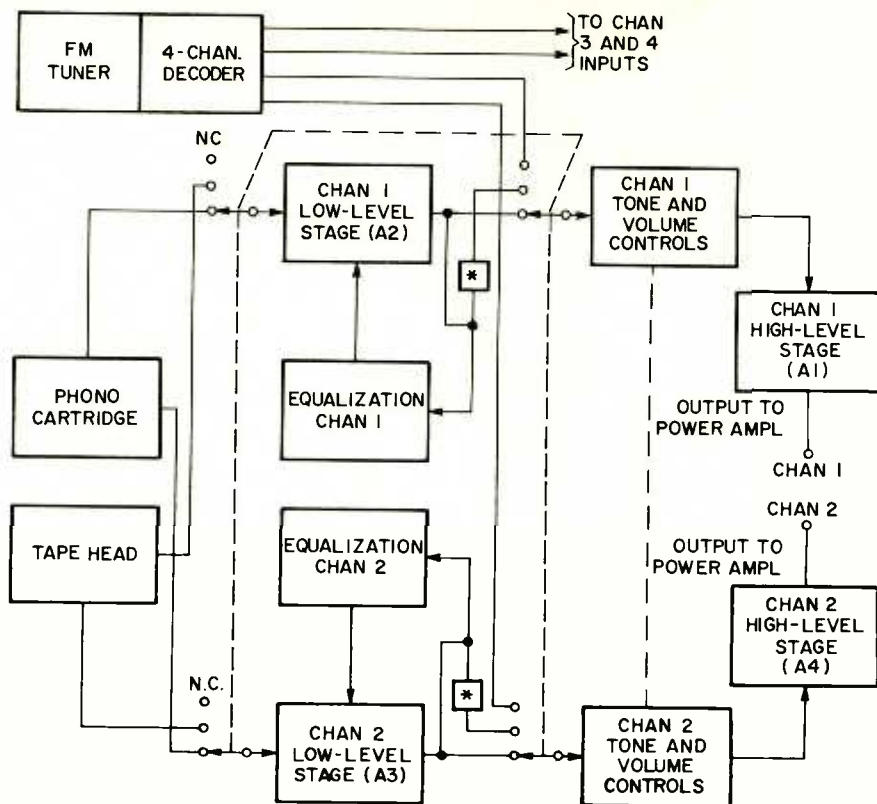 FM
TUNER
4-CHAN.
DECODER
TO CHAN
3 AND 4
INPUTS
NC
CHAN 1
LOW-LEVEL
STAGE (A2)
*
CHAN 1
TONE AND
VOLUME
CONTROLS
CHAN 1
HIGH-LEVEL
STAGE
(A1)
PHONO
CARTRIDGE
EQUALIZATION
CHAN 1
OUTPUT TO
POWER AMPL
CHAN 1
CHAN 2
TAPE HEAD
EQUALIZATION
CHAN 2
OUTPUT TO
POWER AMPL
CHAN 2
HIGH-LEVEL
STAGE
(A4)
N.C.
*
CHAN 2
LOW-LEVEL
STAGE (A3)
CHAN 2
TONE AND
VOLUME
CONTROLS